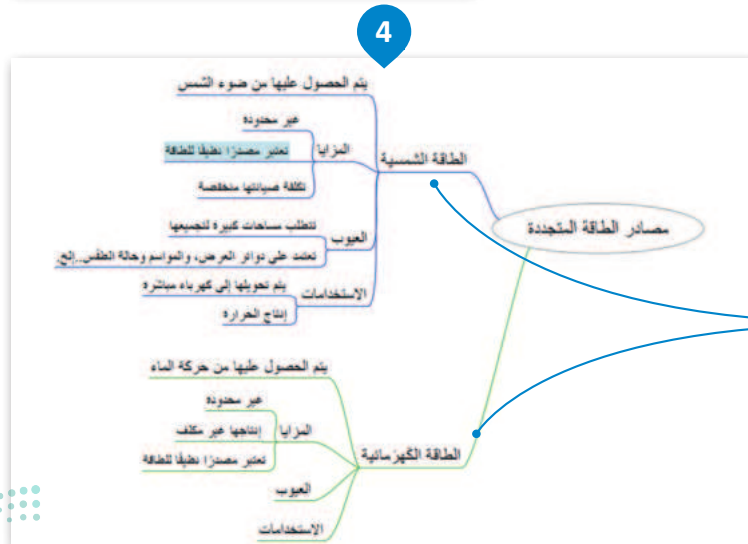 4
مصادر الطاقة المتجددة
الطاقة الشمسية
يتم الحصول عليها من ضوء الشمس
المزايا
غير محدودة
تعتبر مصدرًا نظيفًا للطاقة
تكلفة صيانتها منخفضة
العيوب
تتطلب مساحات كبيرة لتجميعها
تعتمد على دوائر العرض، والمواسم وحالة الطقس..إلخ.
الاستخدامات
يتم تحويلها إلى كهرباء مباشرة
إنتاج الحرارة
الطاقة الكهرمائية
يتم الحصول عليها من حركة الماء
المزايا
غير محدودة
إنتاجها غير مكلف
تعتبر مصدرًا نظيفًا للطاقة
العيوب
الاستخدامات